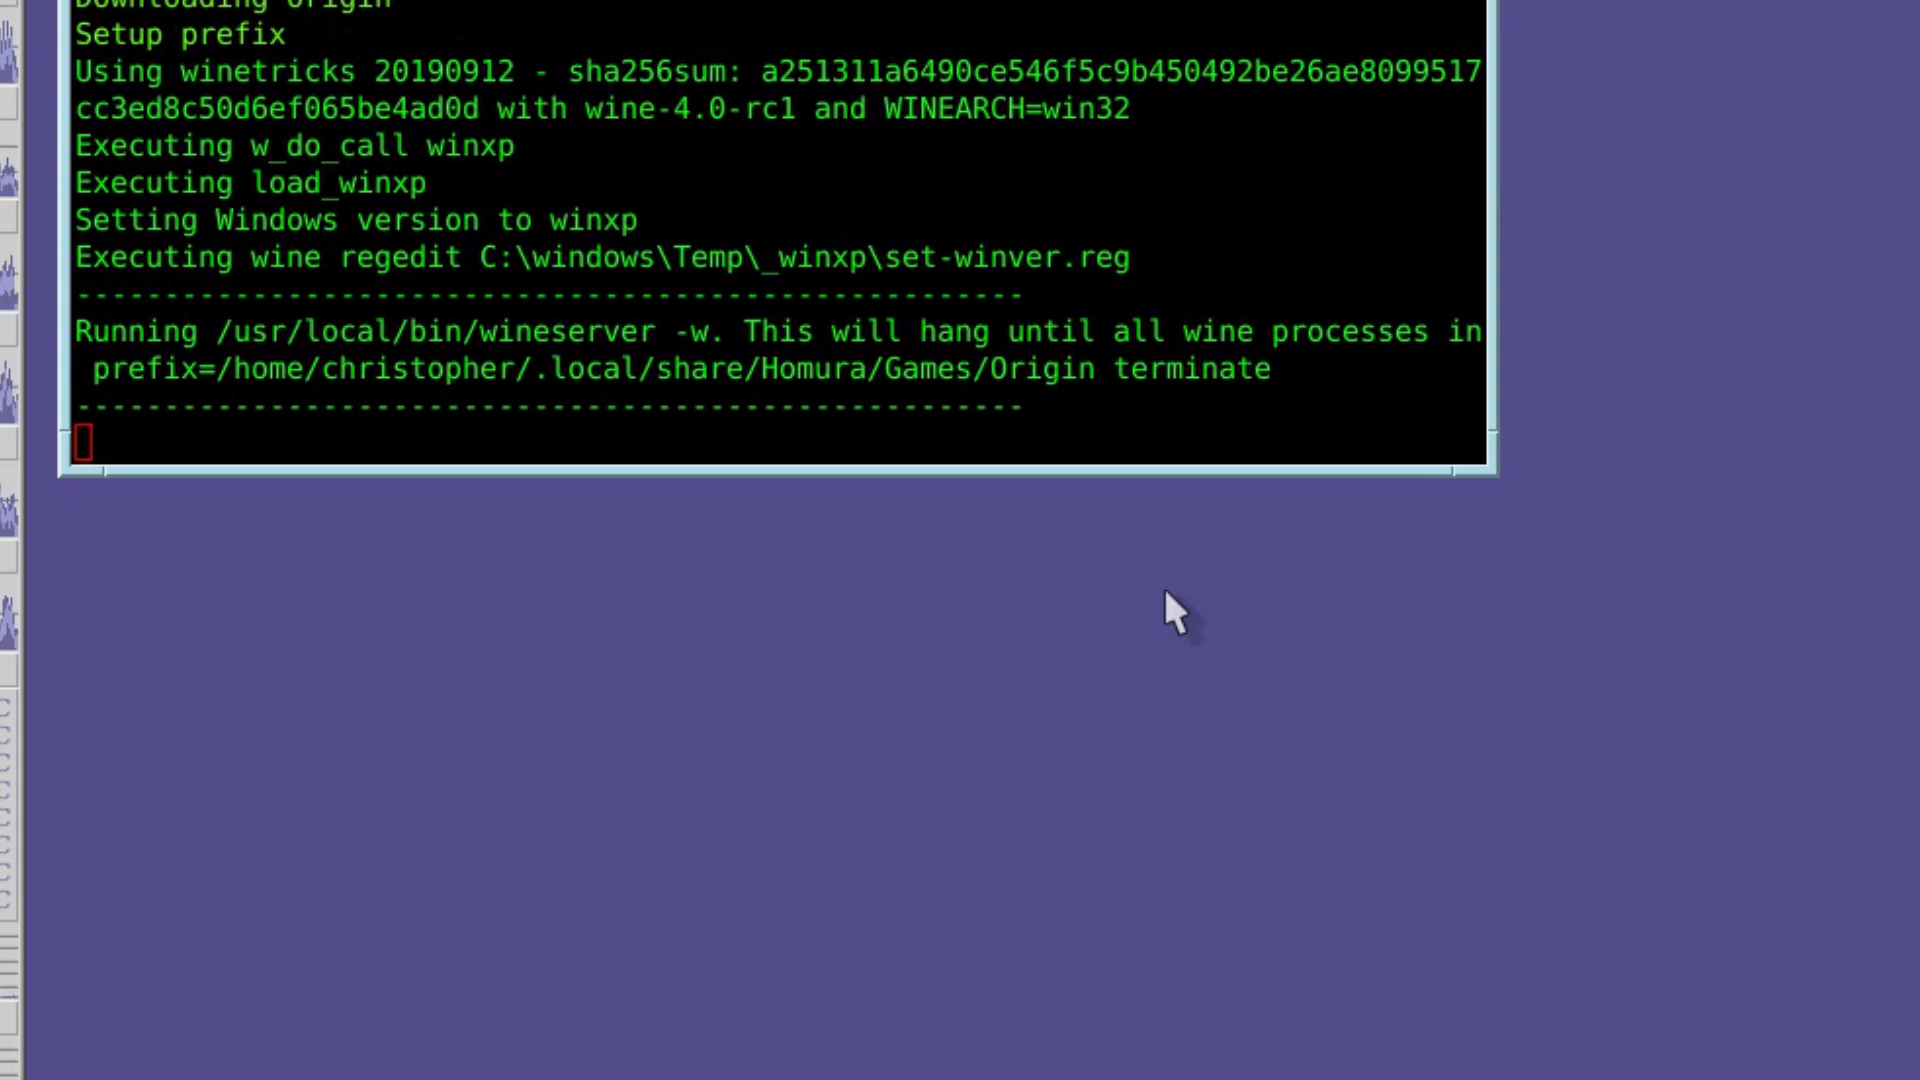 Downloading Origin
Setup prefix
Using winetricks 20190912 - sha256sum: a251311a6490ce546f5c9b450492be26ae8099517
cc3ed8c50d6ef065be4ad0d with wine-4.0-rc1 and WINEARCH=win32
Executing w_do_call winxp
Executing load_winxp
Setting Windows version to winxp
Executing wine regedit C:\windows\Temp\_winxp\set-winver.reg
------------------------------------------------------
Running /usr/local/bin/wineserver -w. This will hang until all wine processes in
 prefix=/home/christopher/.local/share/Homura/Games/Origin terminate
------------------------------------------------------
C
C
C
C
C
C
C
C